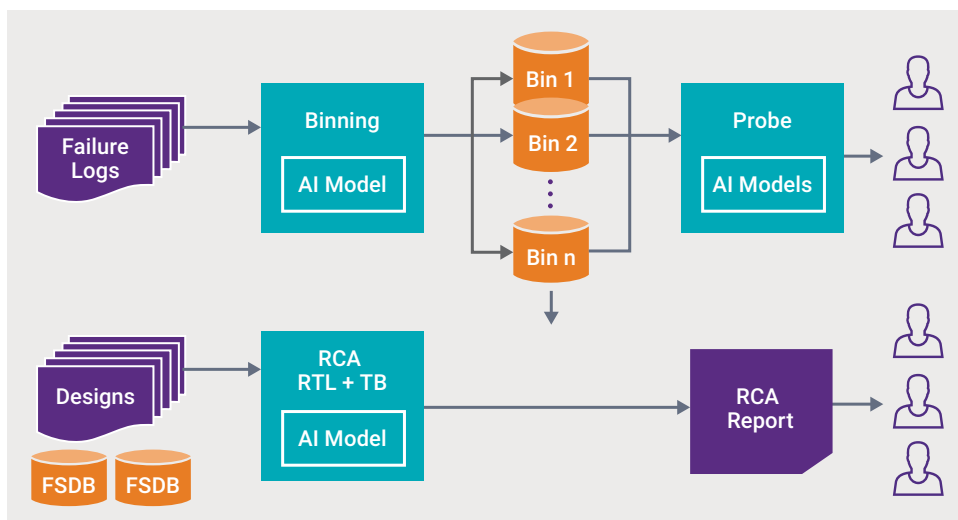 Failure
Logs
Binning
AI Model
Bin 1
Bin 2
Bin n
Probe
AI Models
Designs
FSDB
FSDB
RCA
RTL + TB
AI Model
RCA
Report